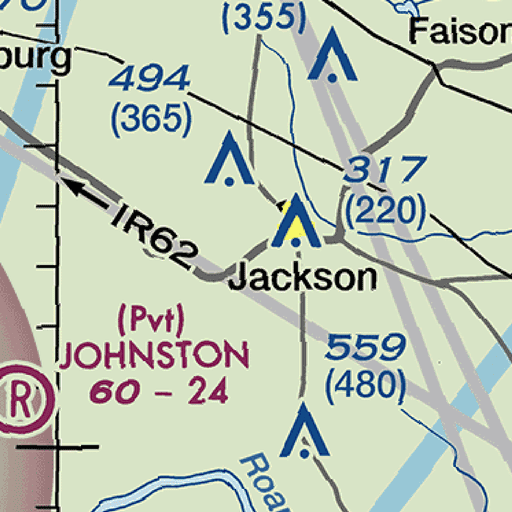 (355)
Faison
burg
494
(365)
317
(220)
IR62
Jackson
(Pvt)
JOHNSTON
60 - 24
R
559
(480)
Roan